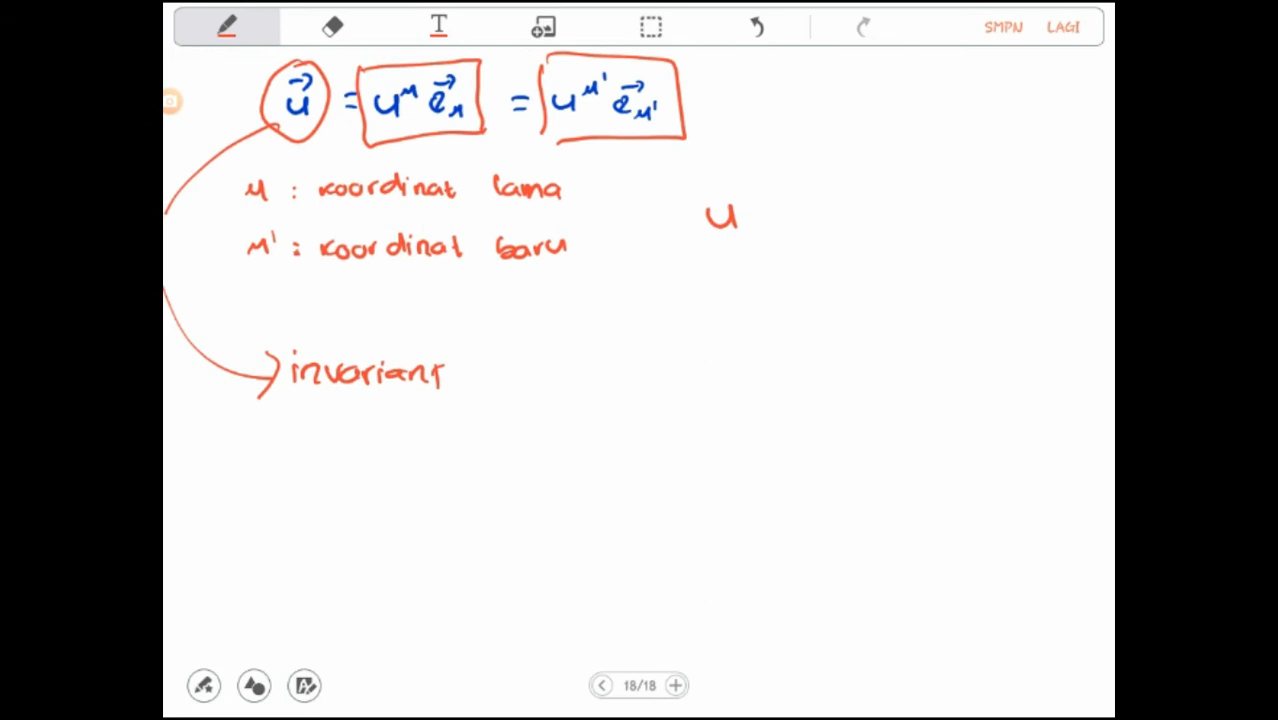 SMPN LAGI
u⃗ = u^μ e⃗_μ = u^μ' e⃗_μ'
μ : koordinat lama
u
μ' : koordinat baru
invariant
18/18